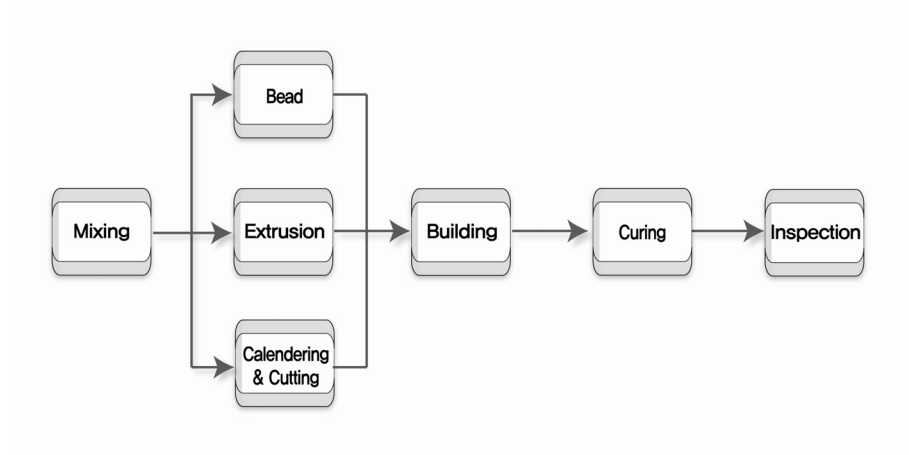 Bead
Mixing
Extrusion
Building
Curing
Inspection
Calendering
& Cutting